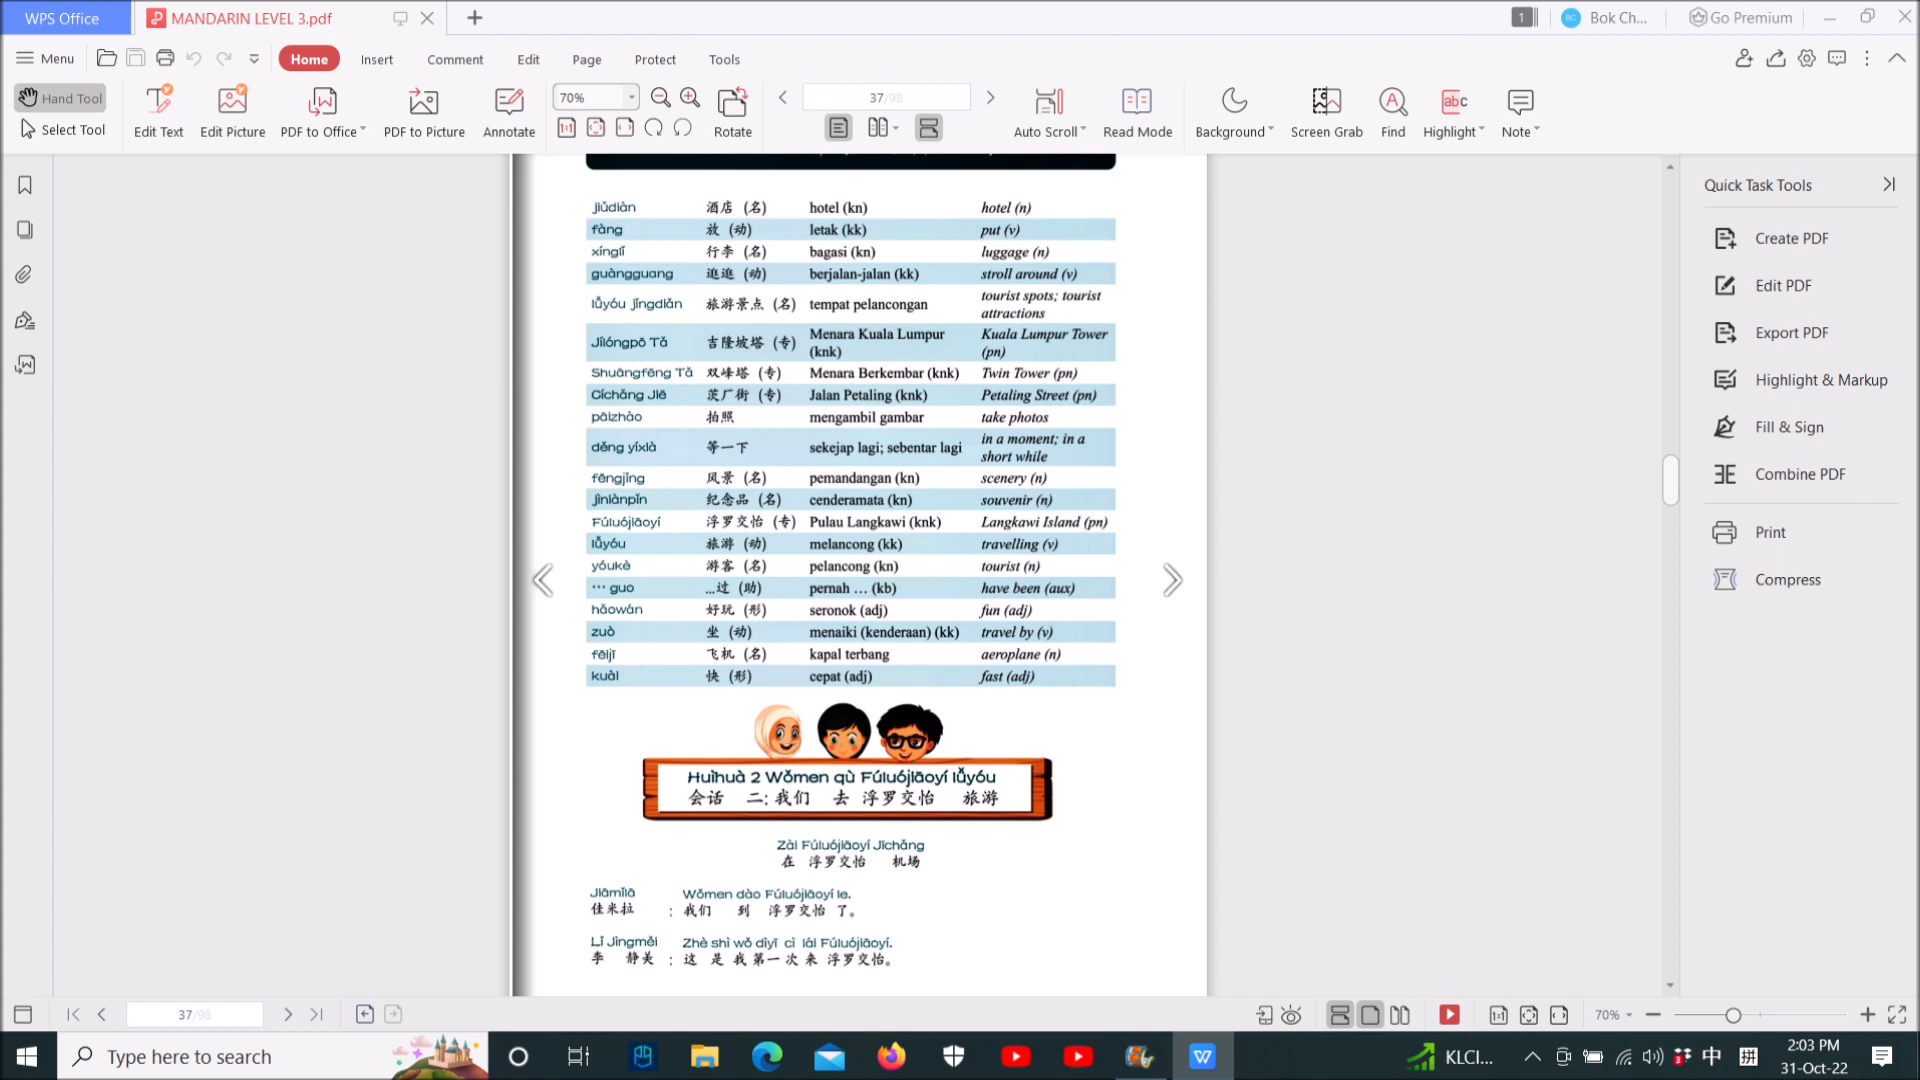 WPS Office
MANDARIN LEVEL 3.pdf
1
BC
Bok Ch...
Go Premium
Menu
Home
Insert
Comment
Edit
Page
Protect
Tools
Hand Tool
Select Tool
Edit Text
Edit Picture
PDF to Office
PDF to Picture
Annotate
70%
Rotate
37/98
Auto Scroll
Read Mode
Background
Screen Grab
Find
Highlight
Note
jiǔdiàn 酒店 (名) hotel (kn) hotel (n)
fàng 放 (动) letak (kk) put (v)
xínglǐ 行李 (名) bagasi (kn) luggage (n)
guàngguang 逛逛 (动) berjalan-jalan (kk) stroll around (v)
lǚyóu jǐngdiǎn 旅游景点 (名) tempat pelancongan tourist spots; tourist attractions
Jílóngpō Tǎ 吉隆坡塔 (专) Menara Kuala Lumpur (knk) Kuala Lumpur Tower (pn)
Shuāngfēng Tǎ 双峰塔 (专) Menara Berkembar (knk) Twin Tower (pn)
Cíchǎng Jiē 茨厂街 (专) Jalan Petaling (knk) Petaling Street (pn)
pāizhào 拍照 mengambil gambar take photos
děng yíxià 等一下 sekejap lagi; sebentar lagi in a moment; in a short while
fēngjǐng 风景 (名) pemandangan (kn) scenery (n)
jìniànpǐn 纪念品 (名) cenderamata (kn) souvenir (n)
Fúluójiāoyí 浮罗交怡 (专) Pulau Langkawi (knk) Langkawi Island (pn)
lǚyóu 旅游 (动) melancong (kk) travelling (v)
yóukè 游客 (名) pelancong (kn) tourist (n)
… guo ...过 (助) pernah … (kb) have been (aux)
hǎowán 好玩 (形) seronok (adj) fun (adj)
zuò 坐 (动) menaiki (kenderaan) (kk) travel by (v)
fēijī 飞机 (名) kapal terbang aeroplane (n)
kuài 快 (形) cepat (adj) fast (adj)
Huìhuà 2 Wǒmen qù Fúluójiāoyí lǚyóu
会话 二: 我们 去 浮罗交怡 旅游
Zài Fúluójiāoyí Jīchǎng
在 浮罗交怡 机场
Jiāmǐlā Wǒmen dào Fúluójiāoyí le.
佳米拉 : 我们 到 浮罗交怡 了。
Lǐ Jìngměi Zhè shì wǒ dìyī cì lái Fúluójiāoyí.
李 静美 : 这 是 我 第一 次 来 浮罗交怡。
Quick Task Tools
Create PDF
Edit PDF
Export PDF
Highlight & Markup
Fill & Sign
Combine PDF
Print
Compress
37/98
70%
Type here to search
KLCI...
中
拼
2:03 PM
31-Oct-22